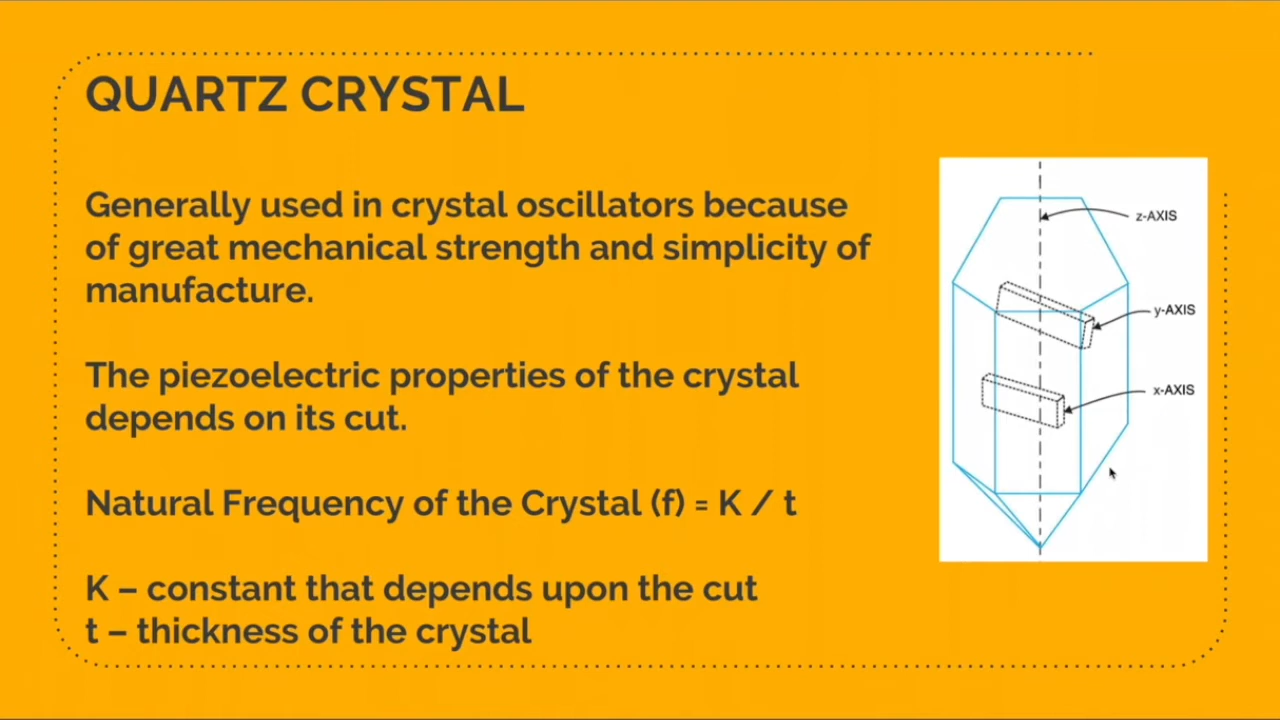 QUARTZ CRYSTAL
Generally used in crystal oscillators because
of great mechanical strength and simplicity of
manufacture.
The piezoelectric properties of the crystal
depends on its cut.
Natural Frequency of the Crystal (f) = K / t
K – constant that depends upon the cut
t – thickness of the crystal
z-AXIS
y-AXIS
x-AXIS